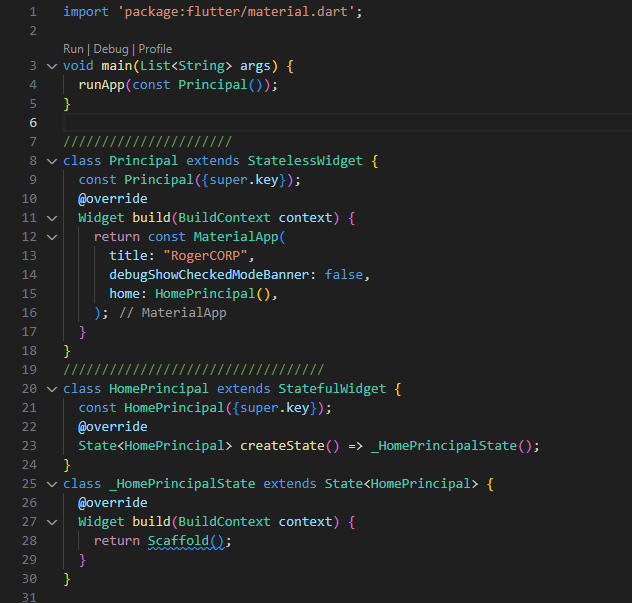 1 import 'package:flutter/material.dart';
2
Run | Debug | Profile
3 void main(List<String> args) {
4   runApp(const Principal());
5 }
6
7 //////////////////////
8 class Principal extends StatelessWidget {
9   const Principal({super.key});
10   @override
11   Widget build(BuildContext context) {
12     return const MaterialApp(
13       title: "RogerCORP",
14       debugShowCheckedModeBanner: false,
15       home: HomePrincipal(),
16     ); // MaterialApp
17   }
18 }
19 //////////////////////////////////
20 class HomePrincipal extends StatefulWidget {
21   const HomePrincipal({super.key});
22   @override
23   State<HomePrincipal> createState() => _HomePrincipalState();
24 }
25 class _HomePrincipalState extends State<HomePrincipal> {
26   @override
27   Widget build(BuildContext context) {
28     return Scaffold();
29   }
30 }
31